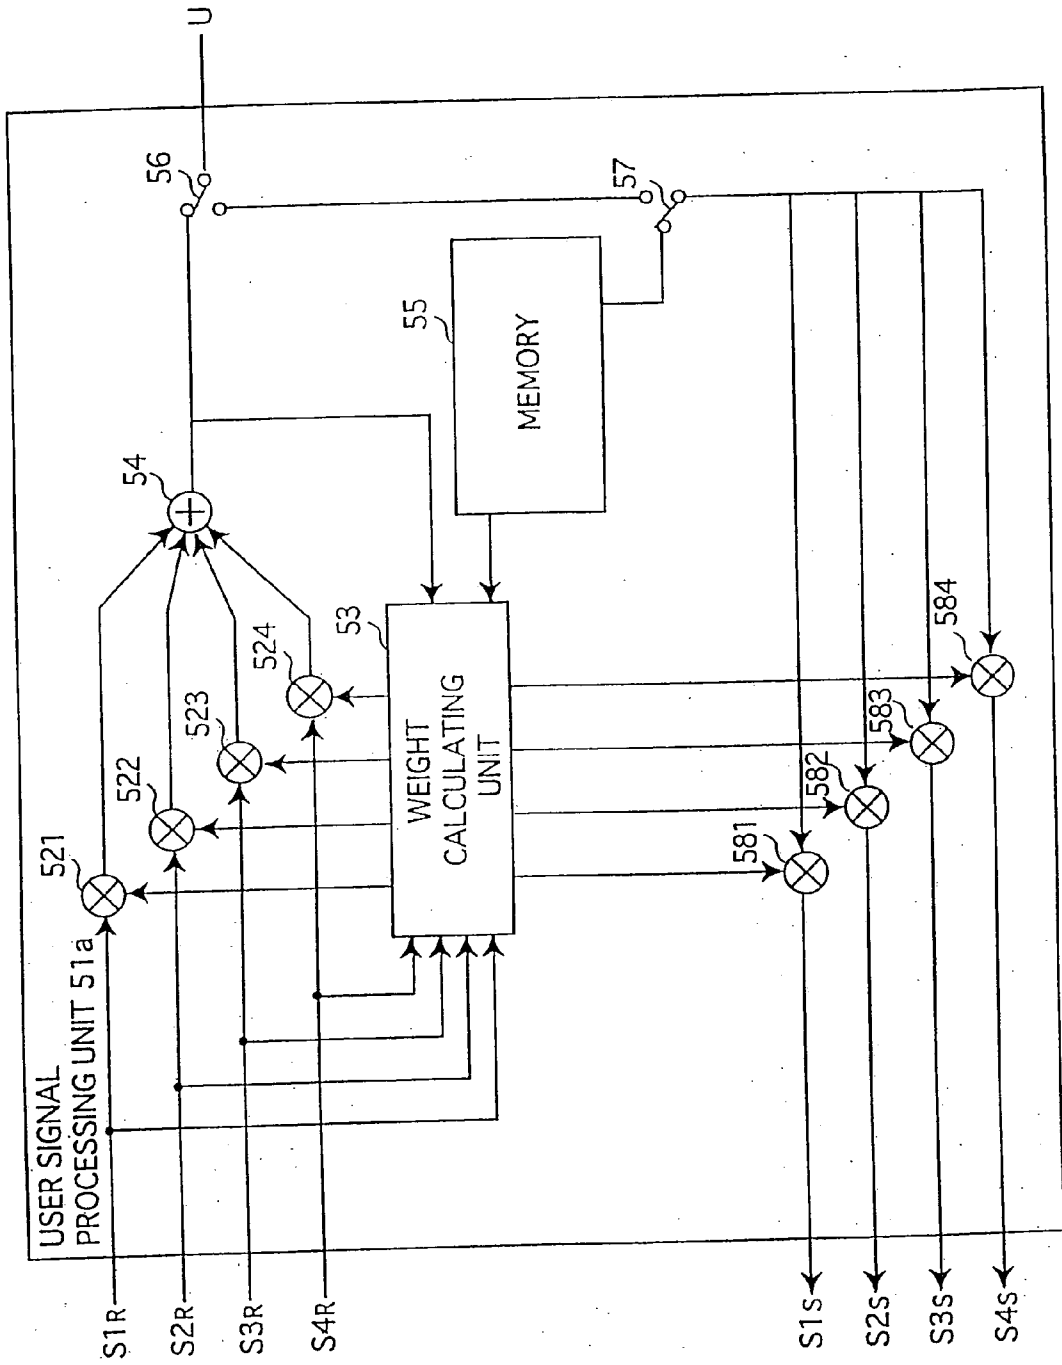 USER SIGNAL
PROCESSING UNIT 51a
S1R
S2R
S3R
S4R
521
522
523
524
54
56
U
53
WEIGHT
CALCULATING
UNIT
55
MEMORY
57
581
582
583
584
S1S
S2S
S3S
S4S